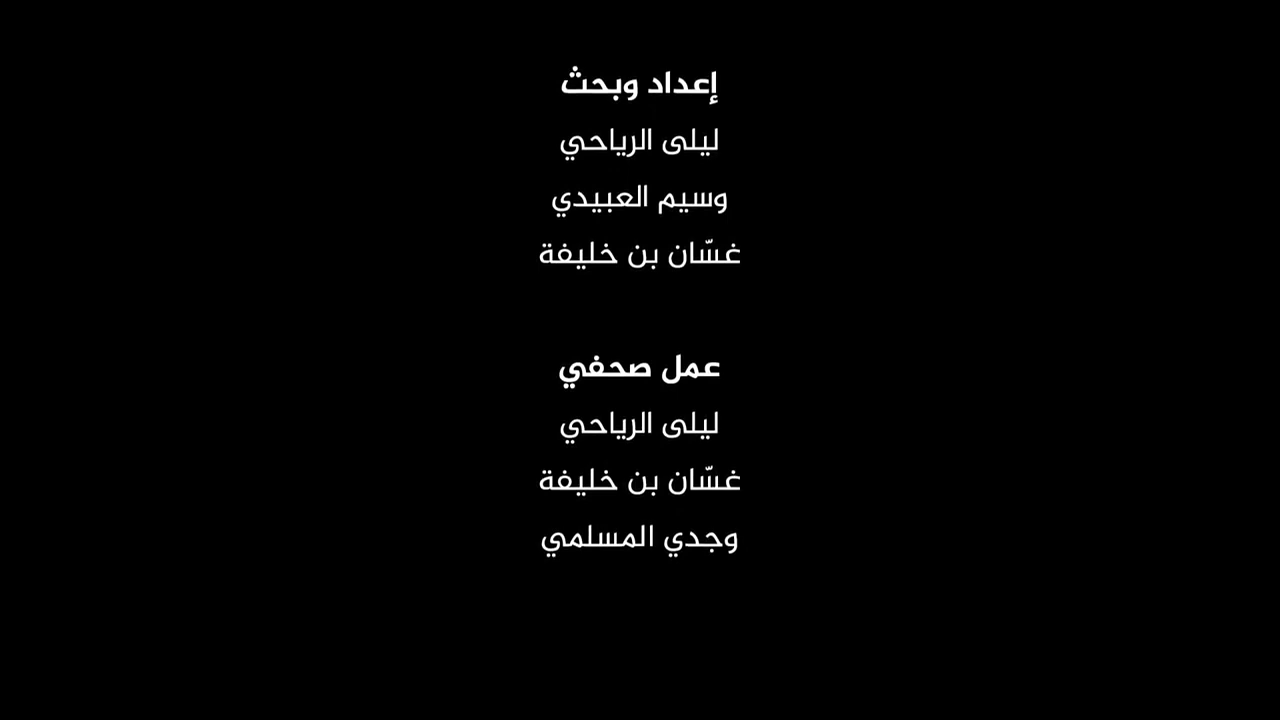 إعداد وبحث
ليلى الرياحي
وسيم العبيدي
غسّان بن خليفة
عمل صحفي
ليلى الرياحي
غسّان بن خليفة
وجدي المسلمي